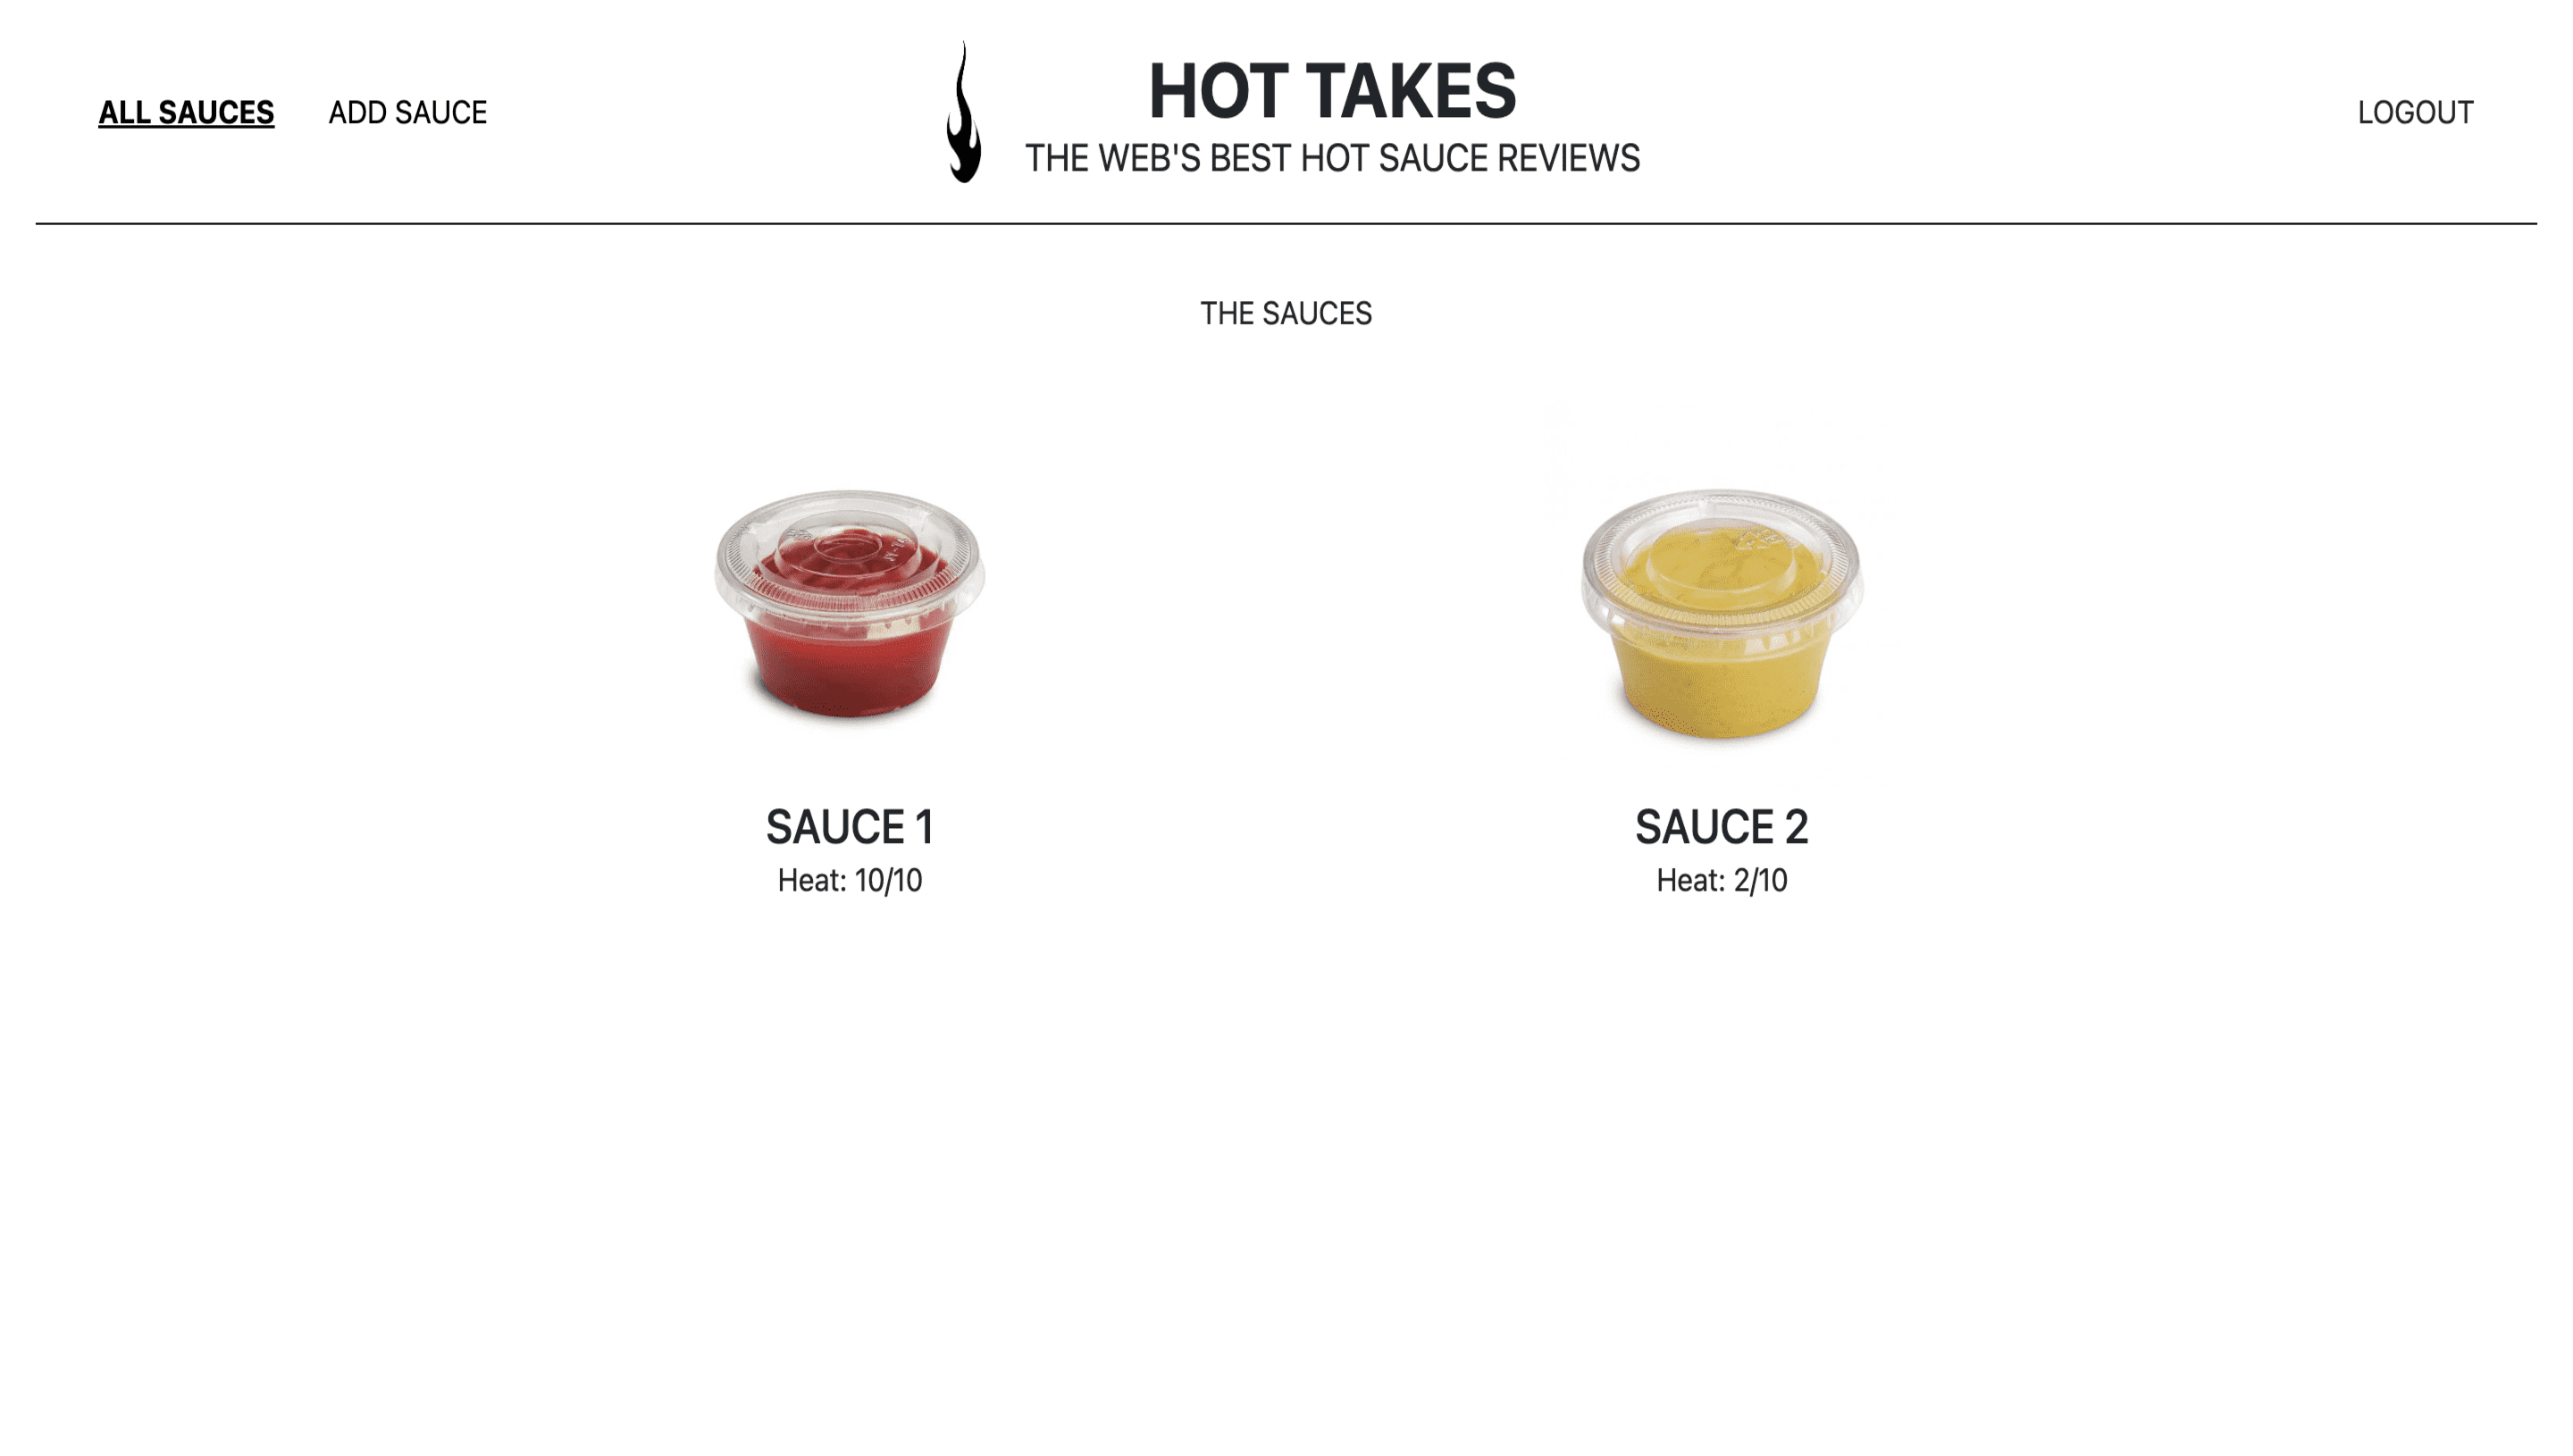 ALL SAUCES ADD SAUCE
HOT TAKES
THE WEB'S BEST HOT SAUCE REVIEWS
LOGOUT
THE SAUCES
SAUCE 1
Heat: 10/10
SAUCE 2
Heat: 2/10